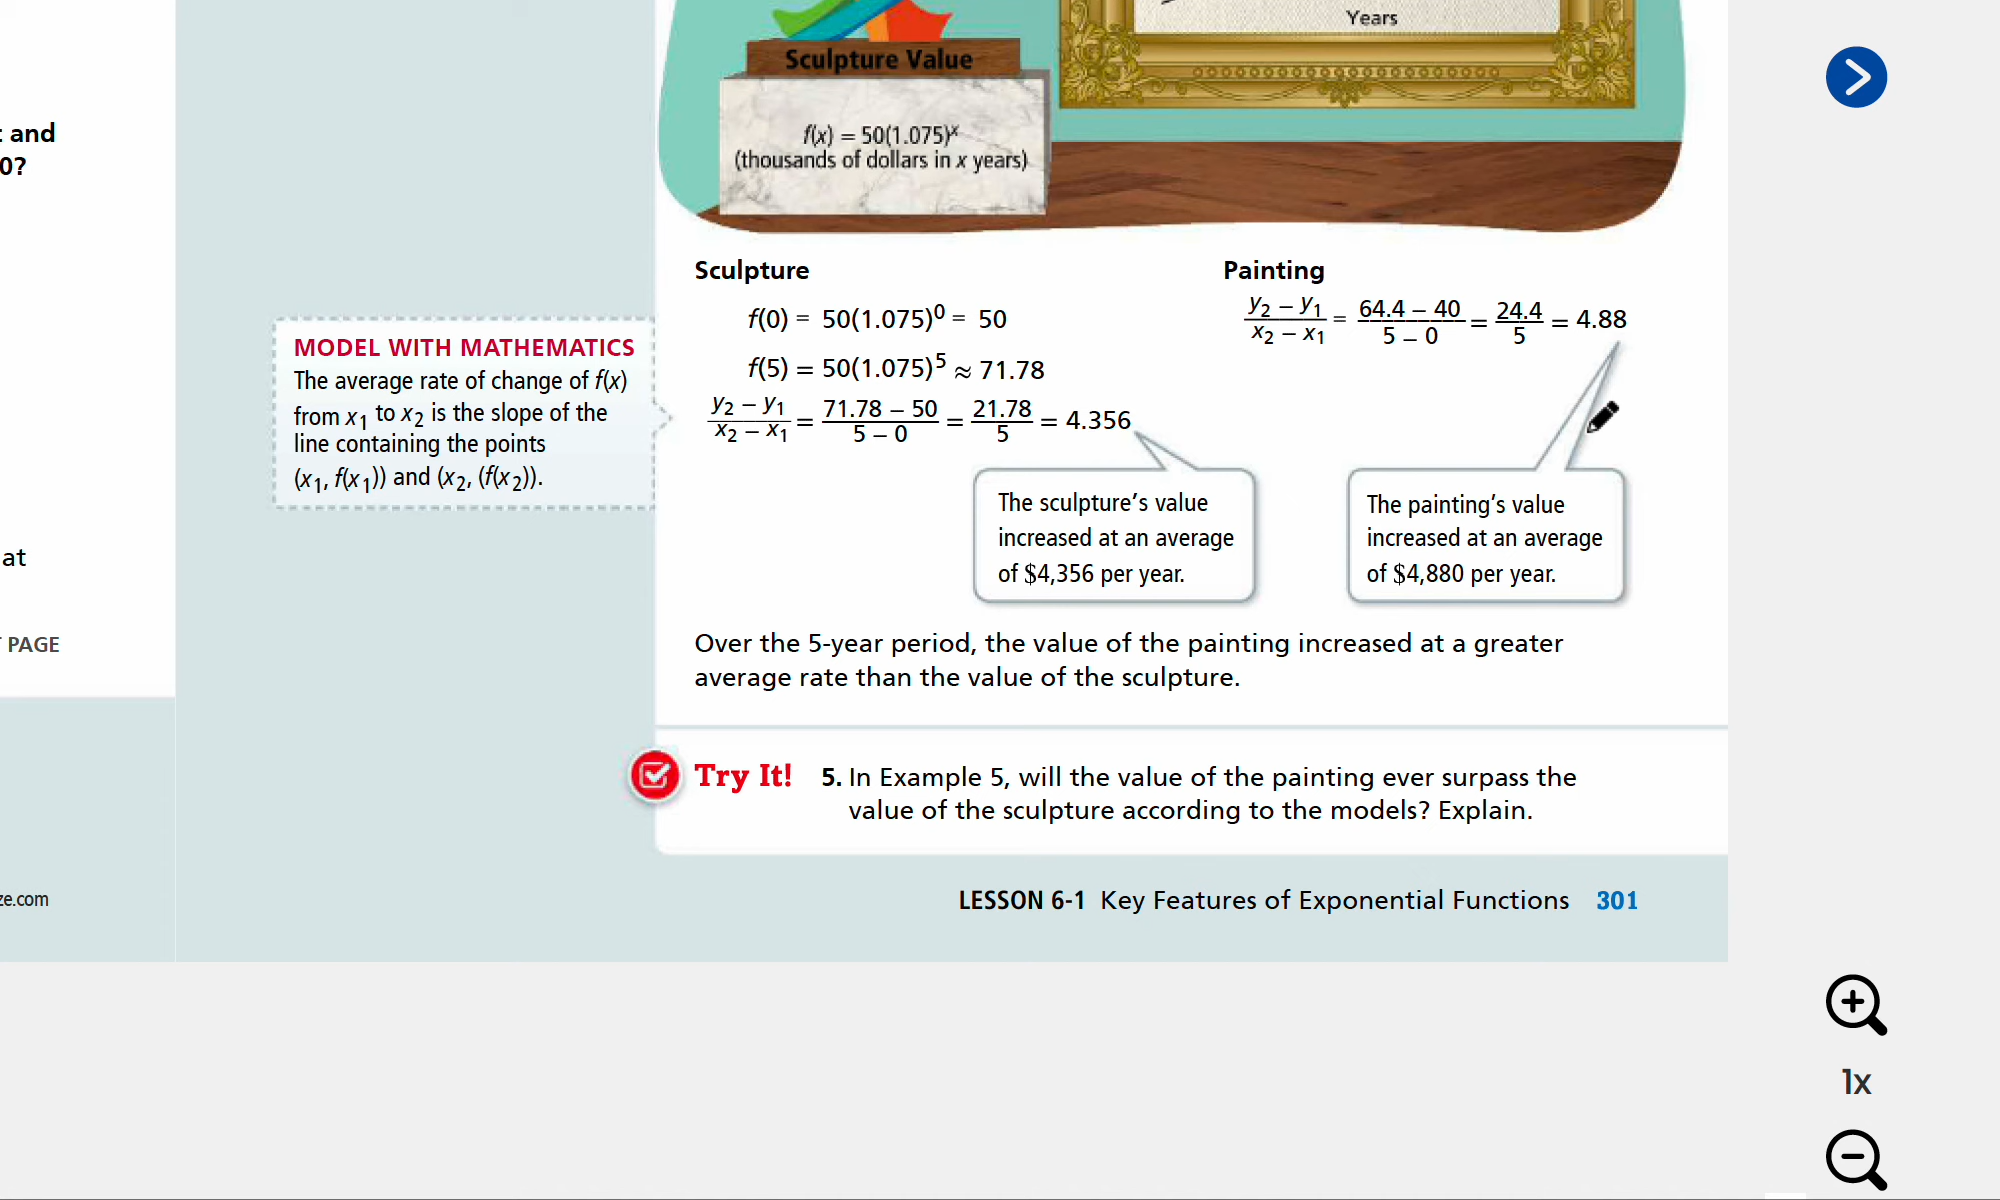 Years
Sculpture Value
f(x) = 50(1.075)ˣ
(thousands of dollars in x years)
and
0?
at
PAGE
ze.com
MODEL WITH MATHEMATICS
The average rate of change of f(x)
from x₁ to x₂ is the slope of the
line containing the points
(x₁, f(x₁)) and (x₂, (f(x₂)).
Sculpture
f(0) = 50(1.075)⁰ = 50
f(5) = 50(1.075)⁵ ≈ 71.78
y₂ – y₁ / x₂ – x₁ = 71.78 – 50 / 5 – 0 = 21.78 / 5 = 4.356
The sculpture's value
increased at an average
of $4,356 per year.
Painting
y₂ – y₁ / x₂ – x₁ = 64.4 – 40 / 5 – 0 = 24.4 / 5 = 4.88
The painting's value
increased at an average
of $4,880 per year.
Over the 5-year period, the value of the painting increased at a greater
average rate than the value of the sculpture.
Try It! 5. In Example 5, will the value of the painting ever surpass the
value of the sculpture according to the models? Explain.
LESSON 6-1 Key Features of Exponential Functions 301
1x